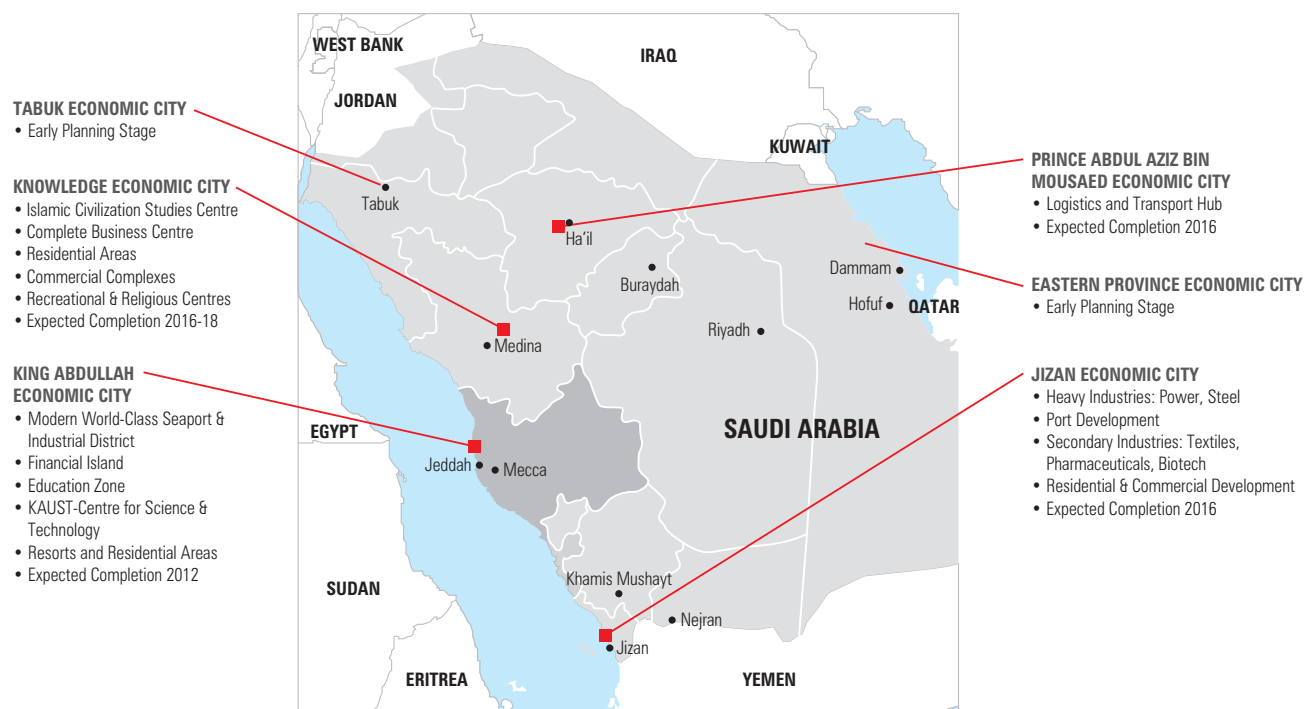 WEST BANK
IRAQ
JORDAN
KUWAIT
TABUK ECONOMIC CITY
• Early Planning Stage
KNOWLEDGE ECONOMIC CITY
• Islamic Civilization Studies Centre
• Complete Business Centre
• Residential Areas
• Commercial Complexes
• Recreational & Religious Centres
• Expected Completion 2016-18
KING ABDULLAH
ECONOMIC CITY
• Modern World-Class Seaport &
Industrial District
• Financial Island
• Education Zone
• KAUST-Centre for Science &
Technology
• Resorts and Residential Areas
• Expected Completion 2012
Tabuk
Ha'il
Buraydah
Dammam
Hofuf
QATAR
Riyadh
Medina
SAUDI ARABIA
EGYPT
Jeddah
Mecca
SUDAN
Khamis Mushayt
Nejran
Jizan
ERITREA
YEMEN
PRINCE ABDUL AZIZ BIN
MOUSAED ECONOMIC CITY
• Logistics and Transport Hub
• Expected Completion 2016
EASTERN PROVINCE ECONOMIC CITY
• Early Planning Stage
JIZAN ECONOMIC CITY
• Heavy Industries: Power, Steel
• Port Development
• Secondary Industries: Textiles,
Pharmaceuticals, Biotech
• Residential & Commercial Development
• Expected Completion 2016